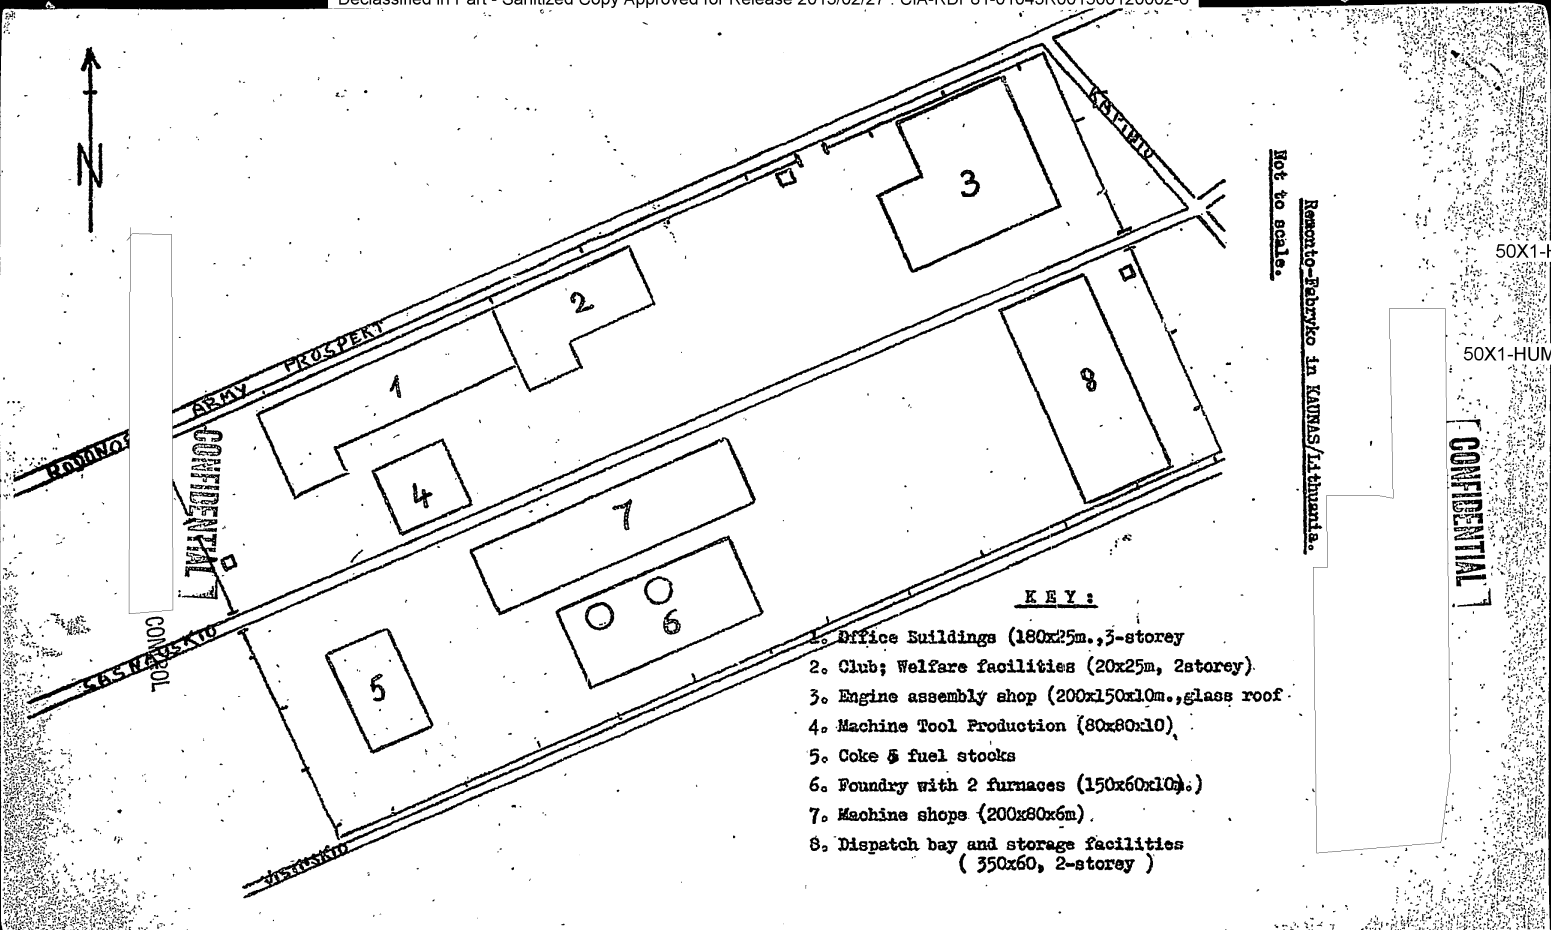 Declassified in Part - Sanitized Copy Approved for Release 2013/02/27 : CIA-RDP81-01043R001300120002-6
N
ARMY PROSPEKT
SASNAUSKIO
VISINSKIO
1
2
3
4
5
6
7
8
Not to scale.
Remonto-Fabryko in KAUNAS/Lithuania.
50X1-HUM
CONFIDENTIAL
CONFIDENTIAL
CONTROL
KEY:
1. Office Buildings (180x25m.,3-storey
2. Club; Welfare facilities (20x25m, 2storey)
3. Engine assembly shop (200x150x10m.,glass roof
4. Machine Tool Production (80x80x10)
5. Coke & fuel stocks
6. Foundry with 2 furnaces (150x60x10m.)
7. Machine shops (200x80x6m)
8. Dispatch bay and storage facilities
( 350x60, 2-storey )